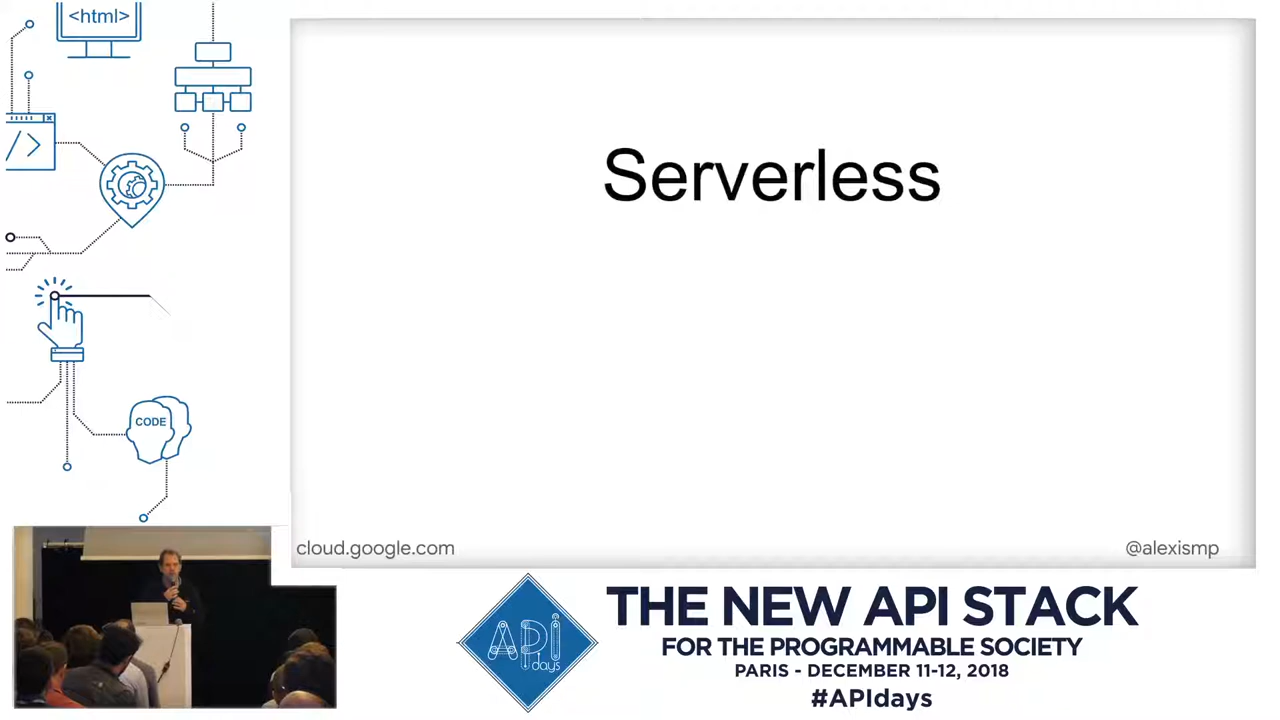 <html>
</>
CODE
Serverless
cloud.google.com
@alexismp
API
days
THE NEW API STACK
FOR THE PROGRAMMABLE SOCIETY
PARIS - DECEMBER 11-12, 2018
#APIdays